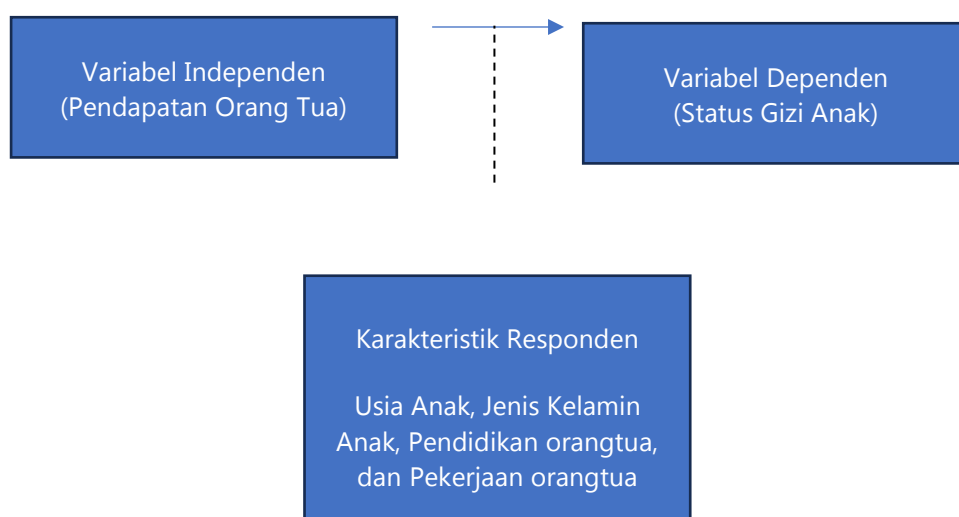 Variabel Independen
(Pendapatan Orang Tua)
Variabel Dependen
(Status Gizi Anak)
Karakteristik Responden
Usia Anak, Jenis Kelamin
Anak, Pendidikan orangtua,
dan Pekerjaan orangtua